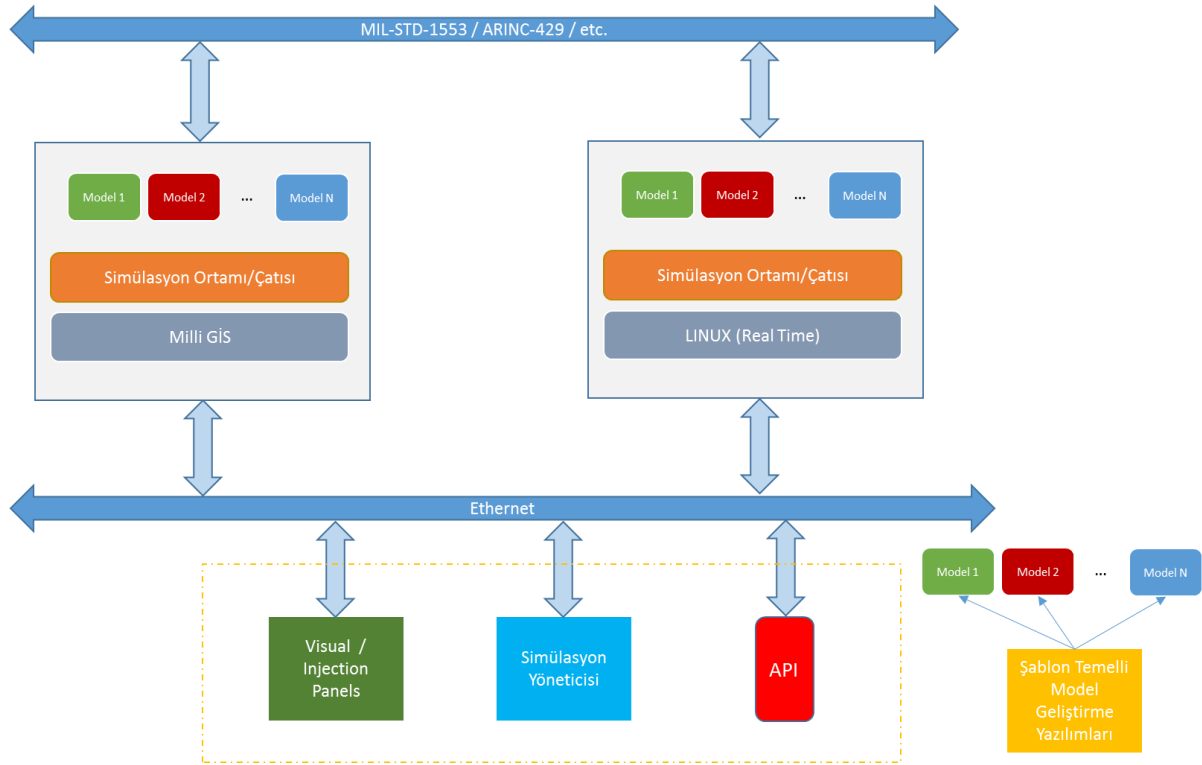 MIL-STD-1553 / ARINC-429 / etc.
Model 1
Model 2
...
Model N
Simülasyon Ortamı/Çatısı
Milli GİS
Model 1
Model 2
...
Model N
Simülasyon Ortamı/Çatısı
LINUX (Real Time)
Ethernet
Visual /
Injection
Panels
Simülasyon
Yöneticisi
API
Model 1
Model 2
...
Model N
Şablon Temelli
Model
Geliştirme
Yazılımları